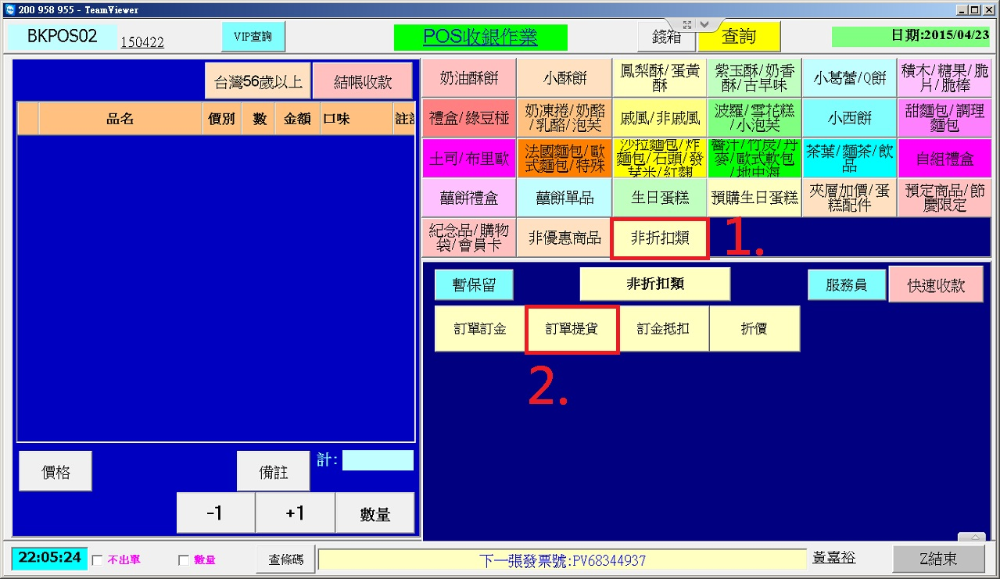 200 958 955 - TeamViewer
BKPOS02
150422
VIP查詢
POS收銀作業
錢箱
查詢
日期:2015/04/23
台灣56歲以上
結帳收款
品名
價別
數
金額
口味
奶油酥餅
小酥餅
鳳梨酥/蛋黃
酥
紫玉酥/奶香
酥/古早味
小葛蕾/Q餅
積木/糖果/脆
片/脆棒
禮盒/綠豆椪
奶凍捲/奶酪
/乳酪/泡芙
戚風/非戚風
波羅/雪花糕
/小泡芙
小西餅
甜麵包/調理
麵包
土司/布里歐
法國麵包/歐
式麵包/特殊
沙拉麵包/炸
麵包/石頭/發
芽米/紅麴
醬汁/竹炭/丹
麥/歐式軟包
/地中海
茶葉/麵茶/飲
品
自組禮盒
囍餅禮盒
囍餅單品
生日蛋糕
預購生日蛋糕
夾層加價/蛋
糕配件
預定商品/節
慶限定
紀念品/購物
袋/會員卡
非優惠商品
非折扣類
1.
暫保留
非折扣類
服務員
快速收款
訂單訂金
訂單提貨
訂金抵扣
折價
2.
價格
備註
計:
-1
+1
數量
22:05:24
不出單
數量
查條碼
下一張發票號:PV68344937
黃嘉裕
Z結束